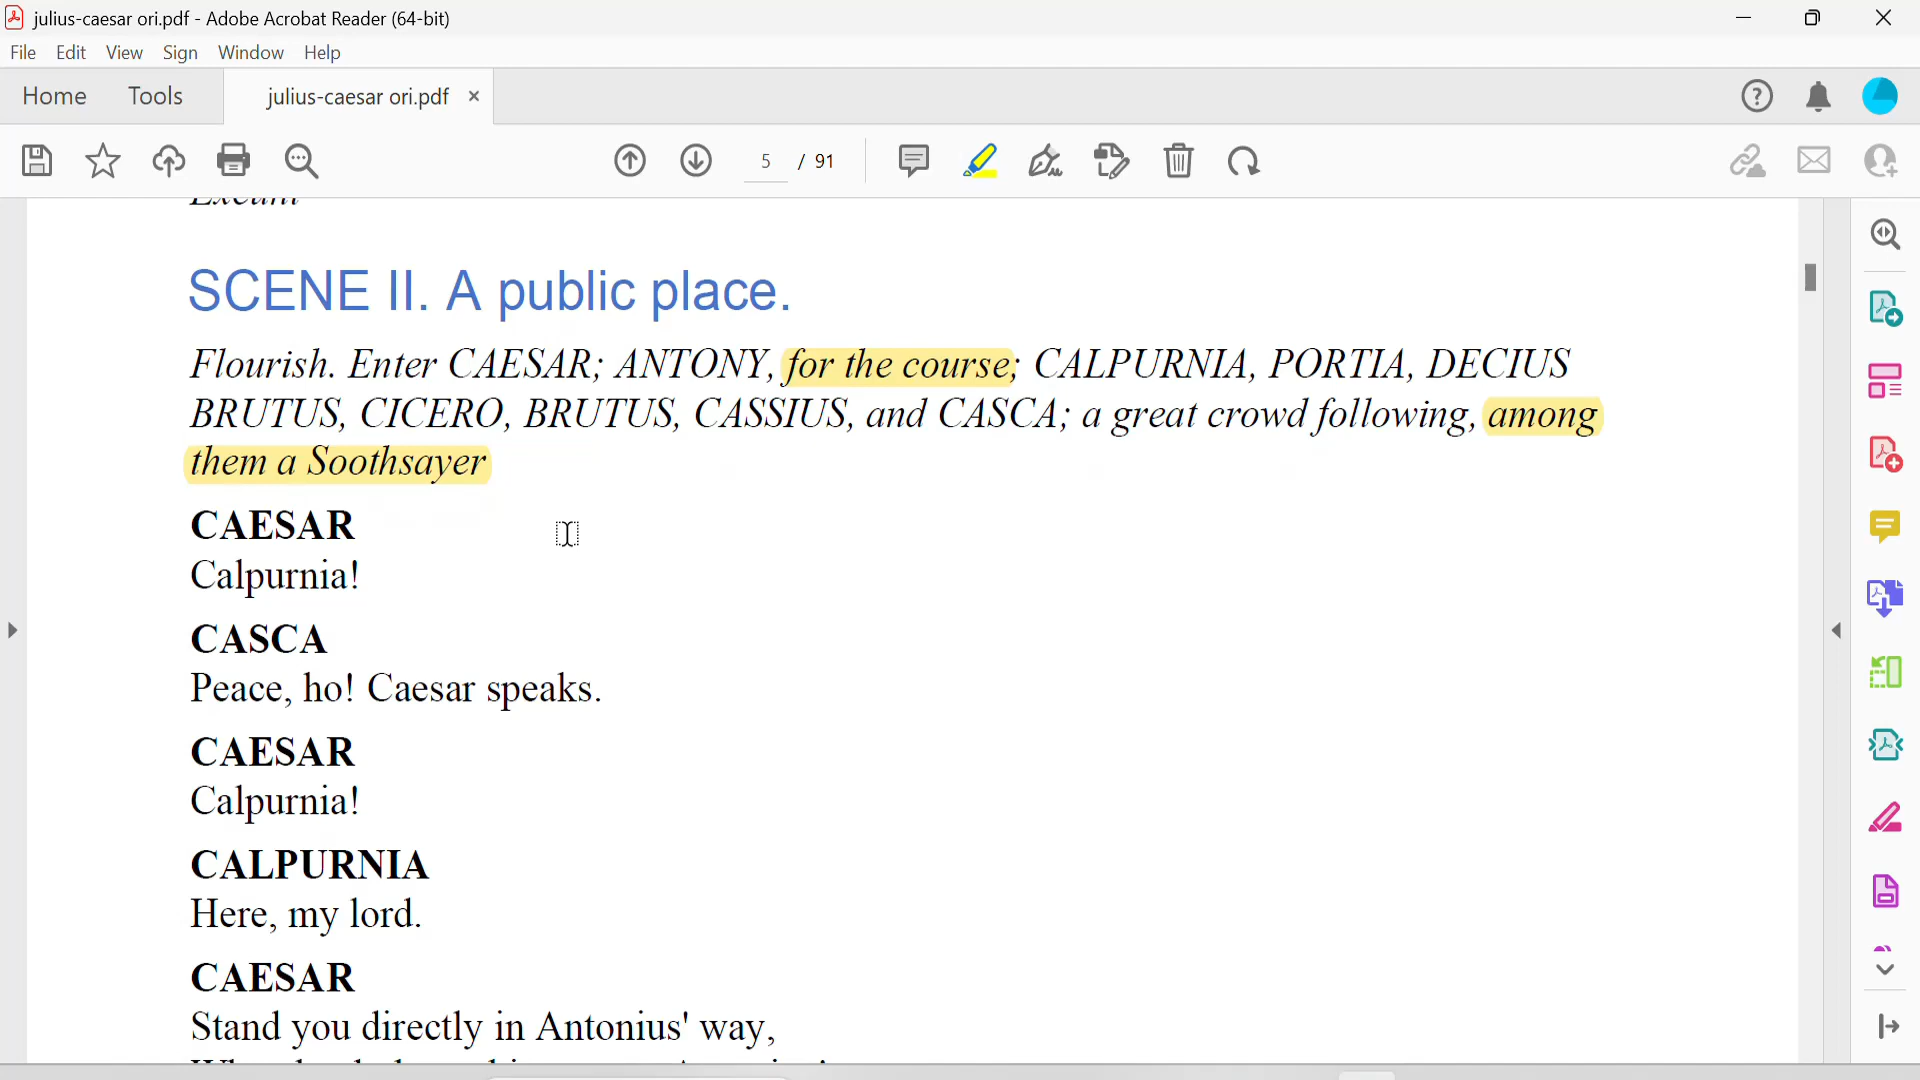 julius-caesar ori.pdf - Adobe Acrobat Reader (64-bit)
File Edit View Sign Window Help
Home Tools julius-caesar ori.pdf ×
5 / 91
Exeunt
SCENE II. A public place.
Flourish. Enter CAESAR; ANTONY, for the course; CALPURNIA, PORTIA, DECIUS
BRUTUS, CICERO, BRUTUS, CASSIUS, and CASCA; a great crowd following, among
them a Soothsayer
CAESAR
Calpurnia!
CASCA
Peace, ho! Caesar speaks.
CAESAR
Calpurnia!
CALPURNIA
Here, my lord.
CAESAR
Stand you directly in Antonius' way,